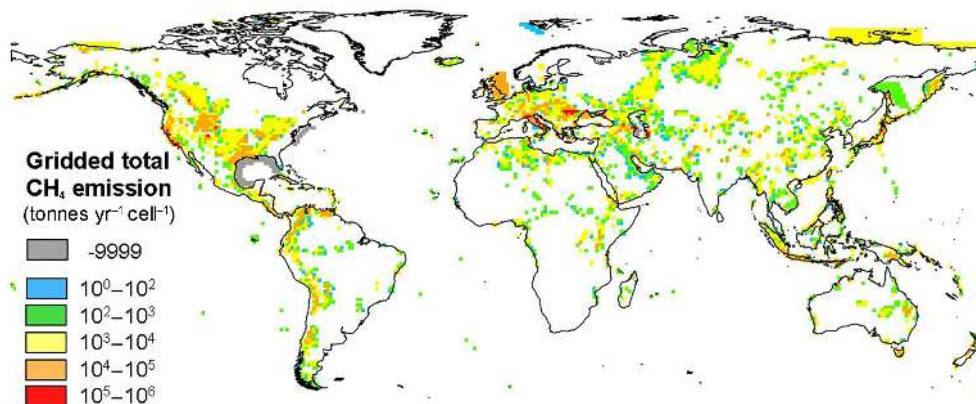 Gridded total
CH₄ emission
(tonnes yr⁻¹ cell⁻¹)
-9999
10⁰–10²
10²–10³
10³–10⁴
10⁴–10⁵
10⁵–10⁶